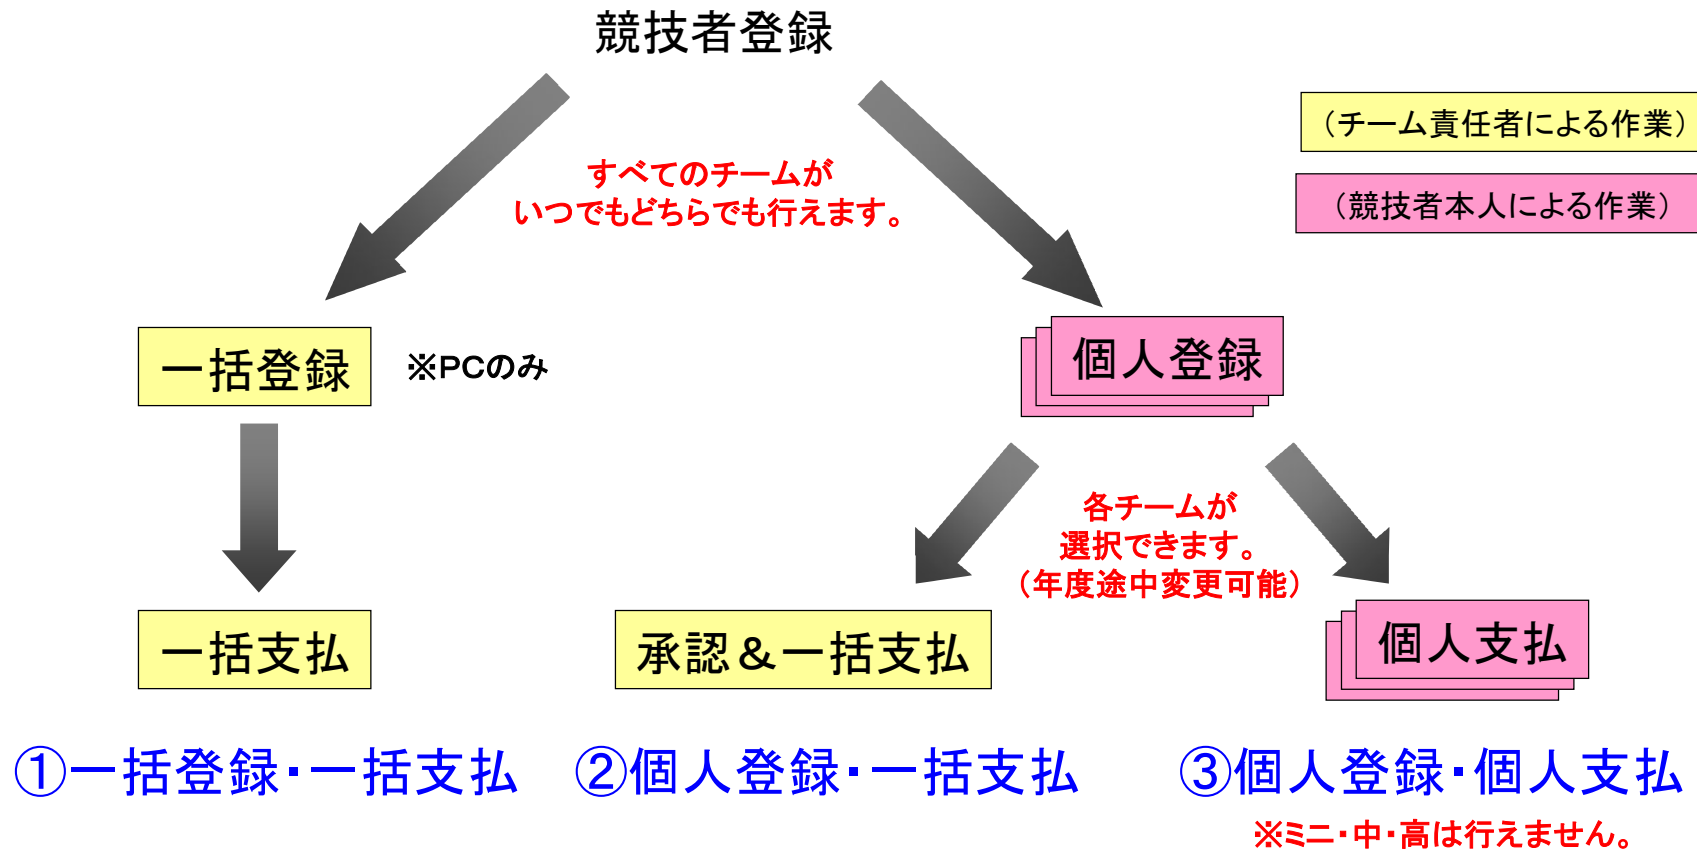 競技者登録
(チーム責任者による作業)
(競技者本人による作業)
すべてのチームが
いつでもどちらでも行えます。
一括登録
※PCのみ
個人登録
各チームが
選択できます。
(年度途中変更可能)
一括支払
承認&一括支払
個人支払
①一括登録・一括支払
②個人登録・一括支払
③個人登録・個人支払
※ミニ・中・高は行えません。